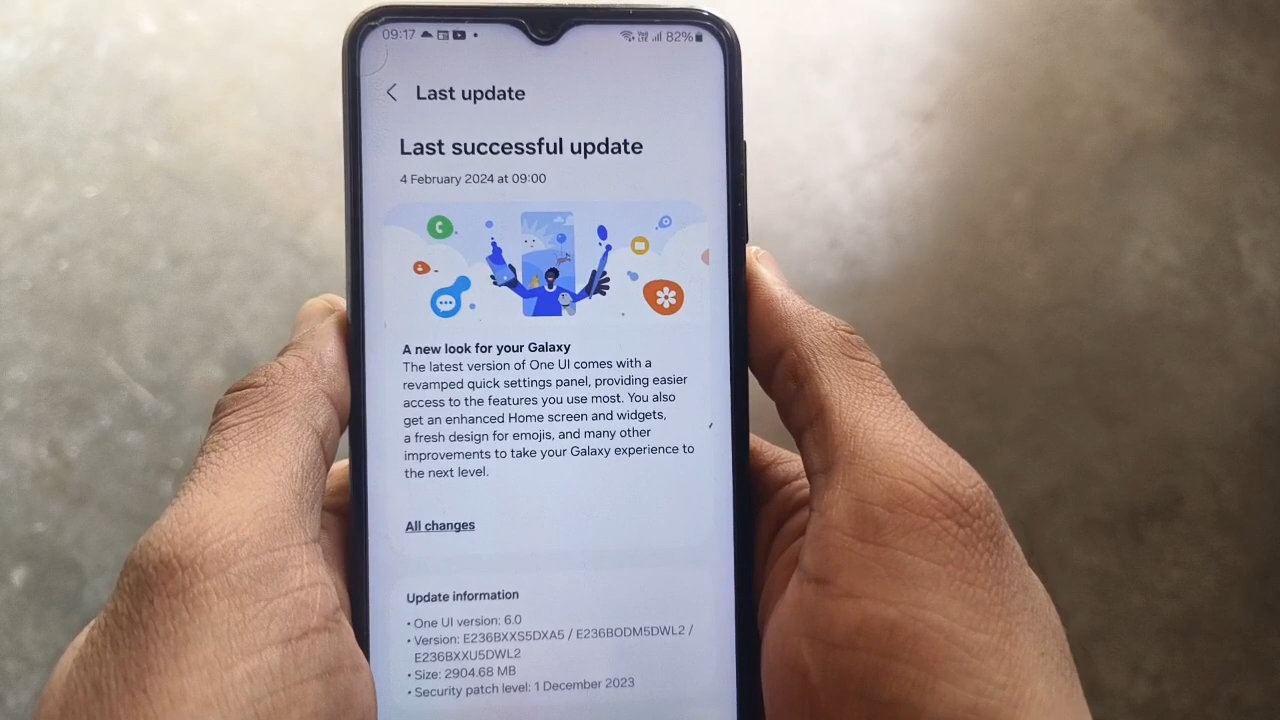 09:17
Vo)
LTE
82%
Last update
Last successful update
4 February 2024 at 09:00
A new look for your Galaxy
The latest version of One UI comes with a
revamped quick settings panel, providing easier
access to the features you use most. You also
get an enhanced Home screen and widgets,
a fresh design for emojis, and many other
improvements to take your Galaxy experience to
the next level.
All changes
Update information
• One UI version: 6.0
• Version: E236BXXS5DXA5 / E236BODM5DWL2 /
E236BXXU5DWL2
• Size: 2904.68 MB
• Security patch level: 1 December 2023